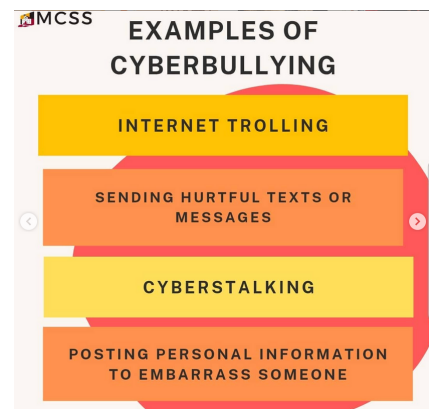 MCSS
EXAMPLES OF
CYBERBULLYING
INTERNET TROLLING
SENDING HURTFUL TEXTS OR
MESSAGES
CYBERSTALKING
POSTING PERSONAL INFORMATION
TO EMBARRASS SOMEONE